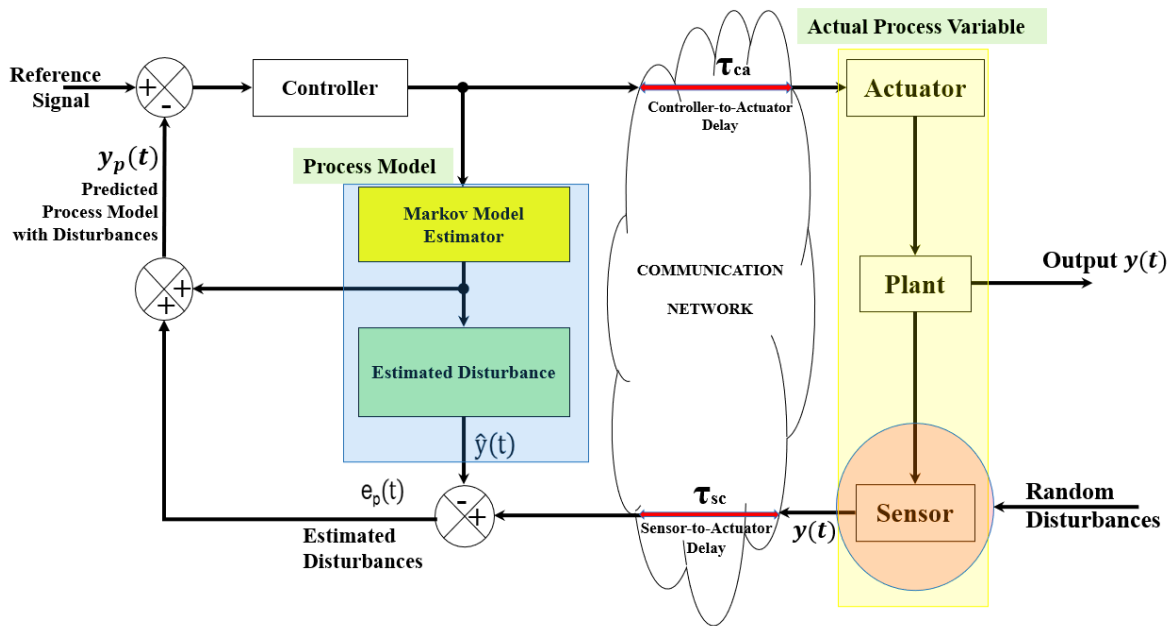 Actual Process Variable
Reference
Signal
+
-
Controller
τca
Controller-to-Actuator
Delay
Actuator
yp(t)
Predicted
Process Model
with Disturbances
Process Model
Markov Model
Estimator
+
+
COMMUNICATION
NETWORK
Plant
Output y(t)
Estimated Disturbance
ŷ(t)
ep(t)
-
+
Estimated
Disturbances
τsc
Sensor-to-Actuator
Delay
y(t)
Sensor
Random
Disturbances